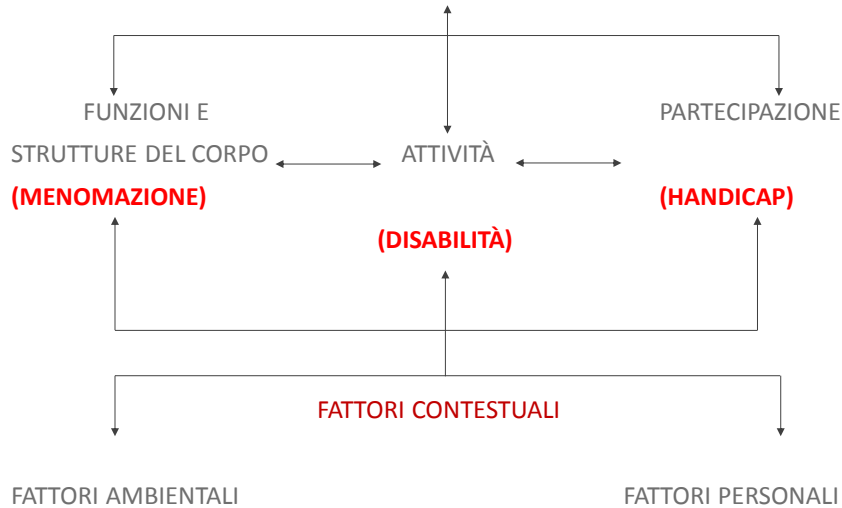 FUNZIONI E
STRUTTURE DEL CORPO
(MENOMAZIONE)
ATTIVITÀ
(DISABILITÀ)
PARTECIPAZIONE
(HANDICAP)
FATTORI CONTESTUALI
FATTORI AMBIENTALI
FATTORI PERSONALI